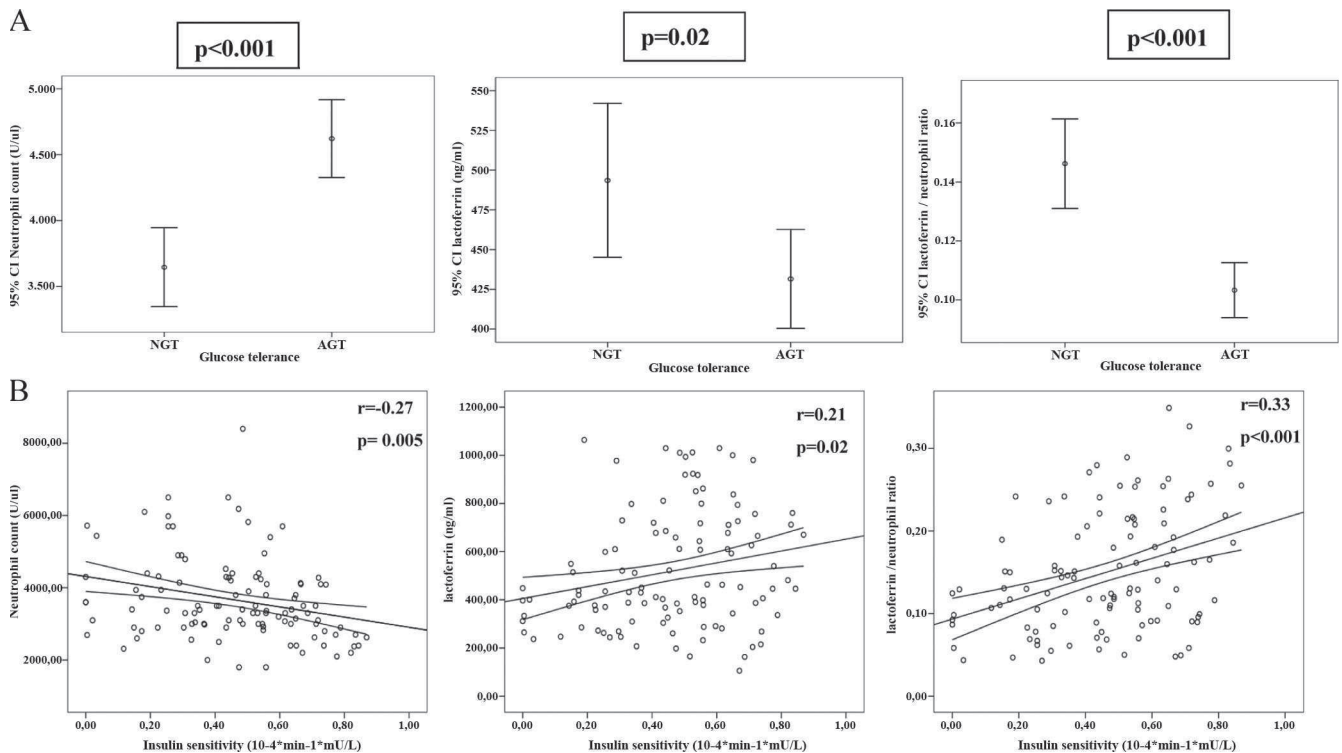 A
p<0.001
5.000
4.500
4.000
3.500
95% CI Neutrophil count (U/ul)
NGT
AGT
Glucose telerance
p=0.02
550
525
500
475
450
425
400
95% CI lactoferrin (ng/ml)
NGT
AGT
Glucose tolerance
p<0.001
0.16
0.14
0.12
0.10
95% CI lactoferrin / neutrophil ratio
NGT
AGT
Glucose tolerance
B
r=-0.27
p= 0.005
8000,00
6000,00
4000,00
2000,00
Neutrophil count (U/ul)
0,00 0,20 0,40 0,60 0,80 1,00
Insulin sensitivity (10-4*min-1*mU/L)
r=0.21
p=0.02
1200,00
1000,00
800,00
600,00
400,00
200,00
,00
lactoferrin (ng/ml)
0,00 0,20 0,40 0,60 0,80 1,00
Insulin sensitivity (10-4*min-1*mU/L)
r=0.33
p<0.001
0,30
0,20
0,10
0,00
lactoferrin /neutrophil ratio
0,00 0,20 0,40 0,60 0,80 1,00
Insulin sensitivity (10-4*min-1*mU/L)